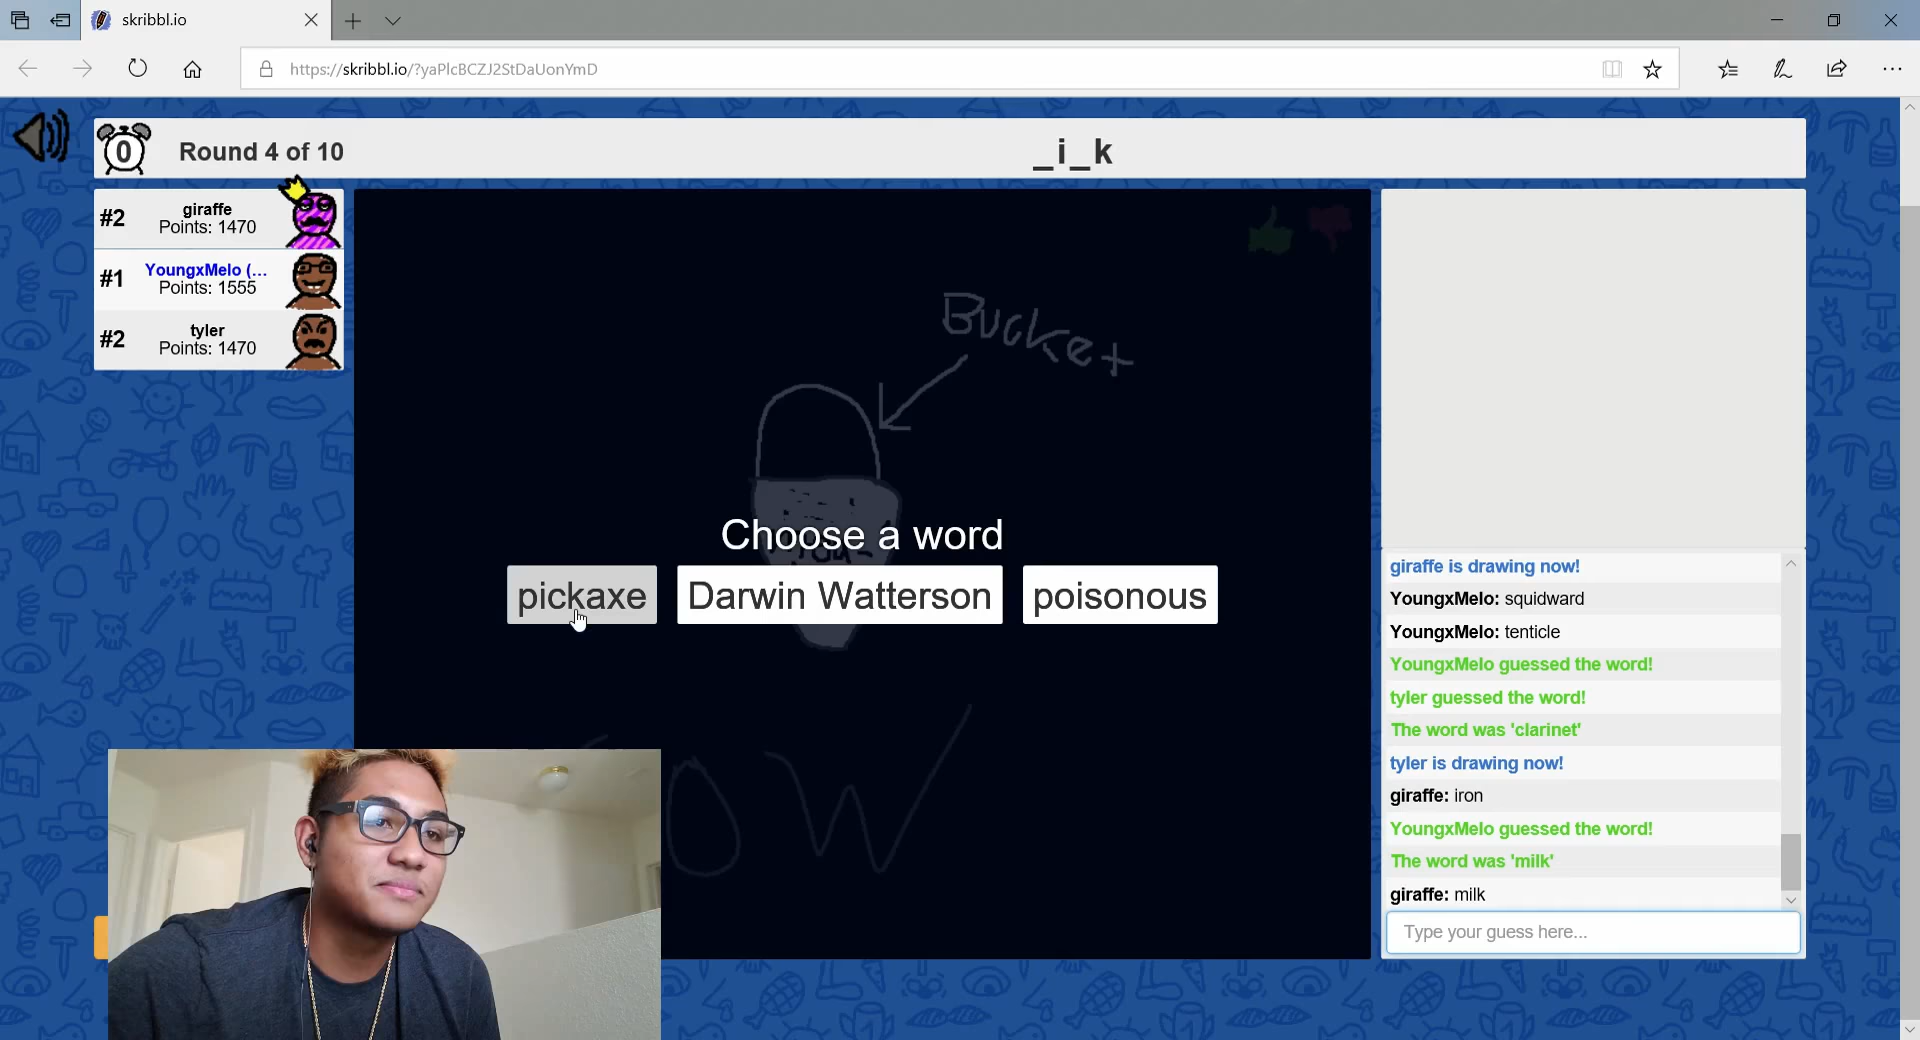 skribbl.io
https://skribbl.io/?yaPlcBCZJ2StDaUonYmD
0
Round 4 of 10
_i_k
#2
giraffe
Points: 1470
#1
YoungxMelo (...
Points: 1555
#2
tyler
Points: 1470
Bucket
Choose a word
pickaxe
Darwin Watterson
poisonous
OW
giraffe is drawing now!
YoungxMelo: squidward
YoungxMelo: tenticle
YoungxMelo guessed the word!
tyler guessed the word!
The word was 'clarinet'
tyler is drawing now!
giraffe: iron
YoungxMelo guessed the word!
The word was 'milk'
giraffe: milk
Type your guess here...